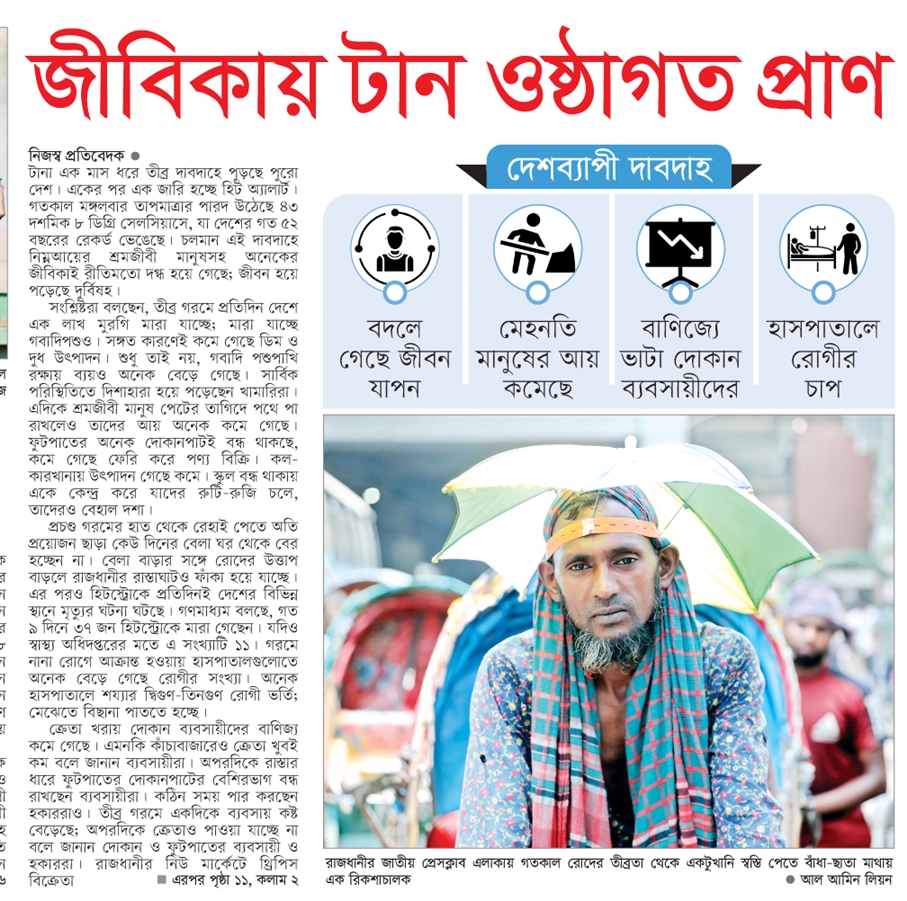 জীবিকায় টান ওষ্ঠাগত প্রাণ
নিজস্ব প্রতিবেদক ●
টানা এক মাস ধরে তীব্র দাবদাহে পুড়ছে পুরো
দেশ। একের পর এক জারি হচ্ছে হিট অ্যালার্ট।
গতকাল মঙ্গলবার তাপমাত্রার পারদ উঠেছে ৪৩
দশমিক ৮ ডিগ্রি সেলসিয়াসে, যা দেশের গত ৫২
বছরের রেকর্ড ভেঙেছে। চলমান এই দাবদাহে
নিম্নআয়ের শ্রমজীবী মানুষসহ অনেকের
জীবিকাই রীতিমতো দগ্ধ হয়ে গেছে; জীবন হয়ে
পড়েছে দুর্বিষহ।
সংশ্লিষ্টরা বলছেন, তীব্র গরমে প্রতিদিন দেশে
এক লাখ মুরগি মারা যাচ্ছে; মারা যাচ্ছে
গবাদিপশুও। সঙ্গত কারণেই কমে গেছে ডিম ও
দুধ উৎপাদন। শুধু তাই নয়, গবাদি পশুপাখি
রক্ষায় ব্যয়ও অনেক বেড়ে গেছে। সার্বিক
পরিস্থিতিতে দিশাহারা হয়ে পড়েছেন খামারিরা।
এদিকে শ্রমজীবী মানুষ পেটের তাগিদে পথে পা
রাখলেও তাদের আয় অনেক কমে গেছে।
ফুটপাতের অনেক দোকানপাটই বন্ধ থাকছে,
কমে গেছে ফেরি করে পণ্য বিক্রি। কল-
কারখানায় উৎপাদন গেছে কমে। স্কুল বন্ধ থাকায়
একে কেন্দ্র করে যাদের রুটি-রুজি চলে,
তাদেরও বেহাল দশা।
প্রচণ্ড গরমের হাত থেকে রেহাই পেতে অতি
প্রয়োজন ছাড়া কেউ দিনের বেলা ঘর থেকে বের
হচ্ছেন না। বেলা বাড়ার সঙ্গে রোদের উত্তাপ
বাড়লে রাজধানীর রাস্তাঘাটও ফাঁকা হয়ে যাচ্ছে।
এর পরও হিটস্ট্রোকে প্রতিদিনই দেশের বিভিন্ন
স্থানে মৃত্যুর ঘটনা ঘটছে। গণমাধ্যম বলছে, গত
৯ দিনে ৩৭ জন হিটস্ট্রোকে মারা গেছেন। যদিও
স্বাস্থ্য অধিদপ্তরের মতে এ সংখ্যাটি ১১। গরমে
নানা রোগে আক্রান্ত হওয়ায় হাসপাতালগুলোতে
অনেক বেড়ে গেছে রোগীর সংখ্যা। অনেক
হাসপাতালে শয্যার দ্বিগুণ-তিনগুণ রোগী ভর্তি;
মেঝেতে বিছানা পাততে হচ্ছে।
ক্রেতা খরায় দোকান ব্যবসায়ীদের বাণিজ্য
কমে গেছে। এমনকি কাঁচাবাজারেও ক্রেতা খুবই
কম বলে জানান ব্যবসায়ীরা। অপরদিকে রাস্তার
ধারে ফুটপাতের দোকানপাটের বেশিরভাগ বন্ধ
রাখছেন ব্যবসায়ীরা। কঠিন সময় পার করছেন
হকাররাও। তীব্র গরমে একদিকে ব্যবসায় কষ্ট
বেড়েছে; অপরদিকে ক্রেতাও পাওয়া যাচ্ছে না
বলে জানান দোকান ও ফুটপাতের ব্যবসায়ী ও
হকাররা। রাজধানীর নিউ মার্কেটে থ্রিপিস
বিক্রেতা ■ এরপর পৃষ্ঠা ১১, কলাম ২
দেশব্যাপী দাবদাহ
বদলে
গেছে জীবন
যাপন
মেহনতি
মানুষের আয়
কমেছে
বাণিজ্যে
ভাটা দোকান
ব্যবসায়ীদের
হাসপাতালে
রোগীর
চাপ
রাজধানীর জাতীয় প্রেসক্লাব এলাকায় গতকাল রোদের তীব্রতা থেকে একটুখানি স্বস্তি পেতে বাঁধা-ছাতা মাথায়
এক রিকশাচালক ● আল আমিন লিয়ন